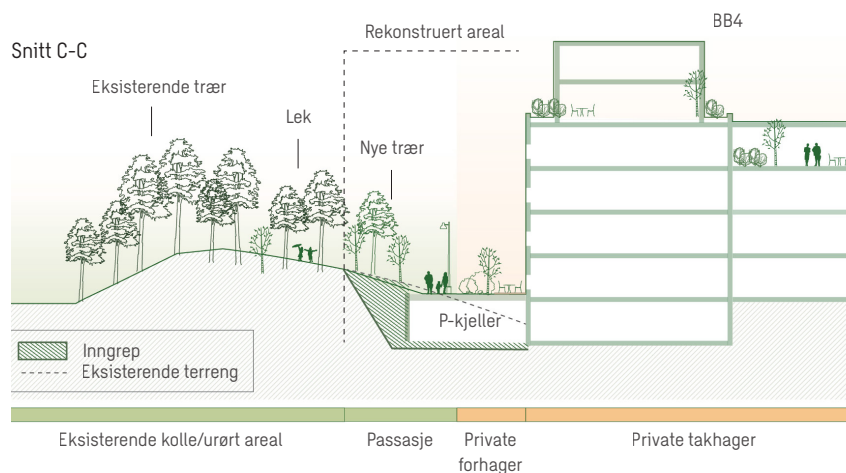 BB4
Rekonstruert areal
Snitt C-C
Eksisterende trær
Lek
Nye trær
P-kjeller
Inngrep
Eksisterende terreng
Eksisterende kolle/urørt areal
Passasje
Private
forhager
Private takhager